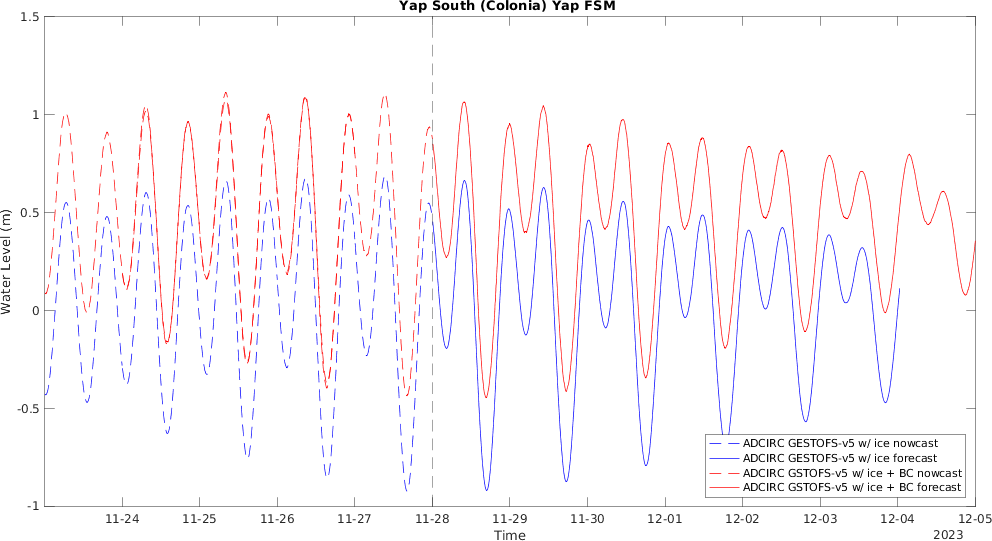 Yap South (Colonia) Yap FSM
1.5
1
0.5
0
-0.5
-1
Water Level (m)
ADCIRC GESTOFS-v5 w/ ice nowcast
ADCIRC GESTOFS-v5 w/ ice forecast
ADCIRC GSTOFS-v5 w/ ice + BC nowcast
ADCIRC GSTOFS-v5 w/ ice + BC forecast
11-24 11-25 11-26 11-27 11-28 11-29 11-30 12-01 12-02 12-03 12-04 12-05
Time
2023